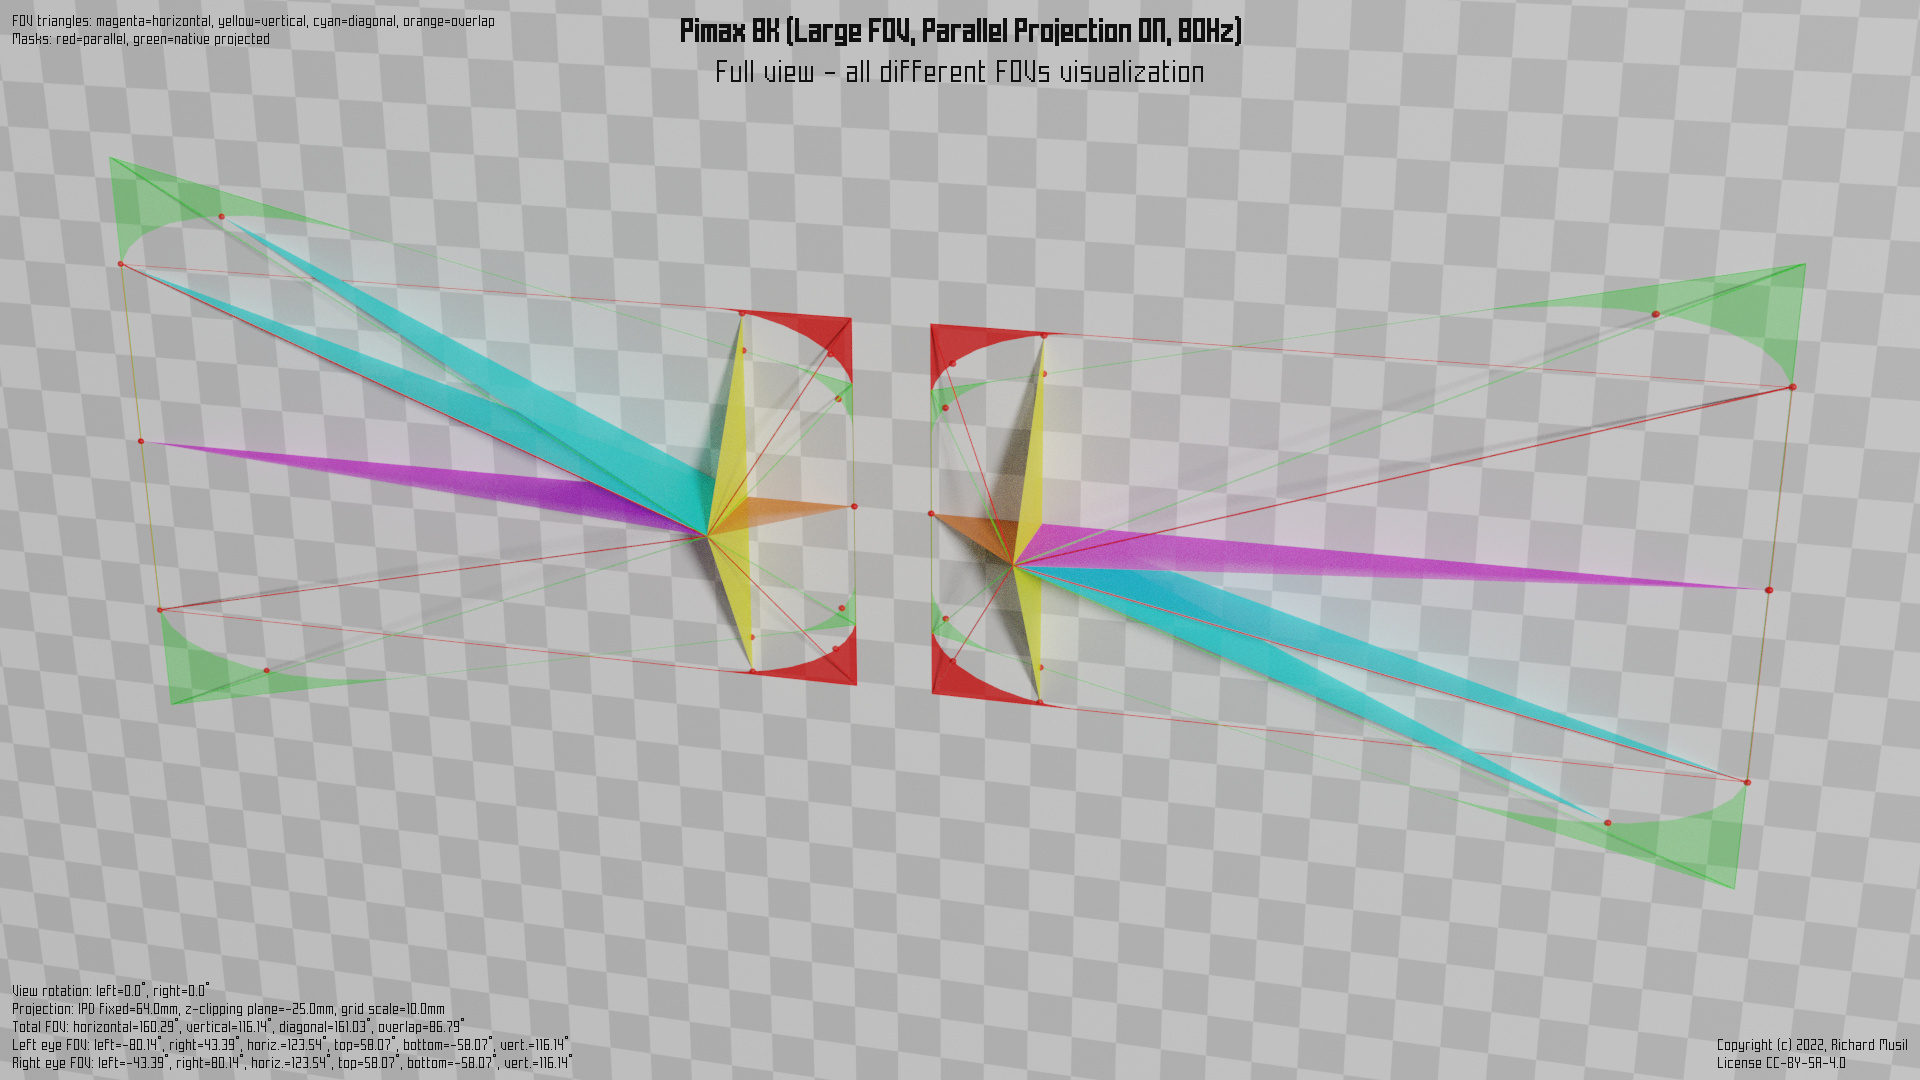 FOV triangles: magenta=horizontal, yellow=vertical, cyan=diagonal, orange=overlap
Masks: red=parallel, green=native projected
Pimax 8K (Large FOV, Parallel Projection ON, 80Hz)
Full view - all different FOVs visualization
View rotation: left=0.0°, right=0.0°
Projection: IPD fixed=64.0mm, z-clipping plane=-25.0mm, grid scale=10.0mm
Total FOV: horizontal=160.29°, vertical=116.14°, diagonal=161.03°, overlap=86.79°
Left eye FOV: left=-80.14°, right=43.39°, horiz.=123.54°, top=58.07°, bottom=-58.07°, vert.=116.14°
Right eye FOV: left=-43.39°, right=80.14°, horiz.=123.54°, top=58.07°, bottom=-58.07°, vert.=116.14°
Copyright (c) 2022, Richard Musil
License CC-BY-SA-4.0